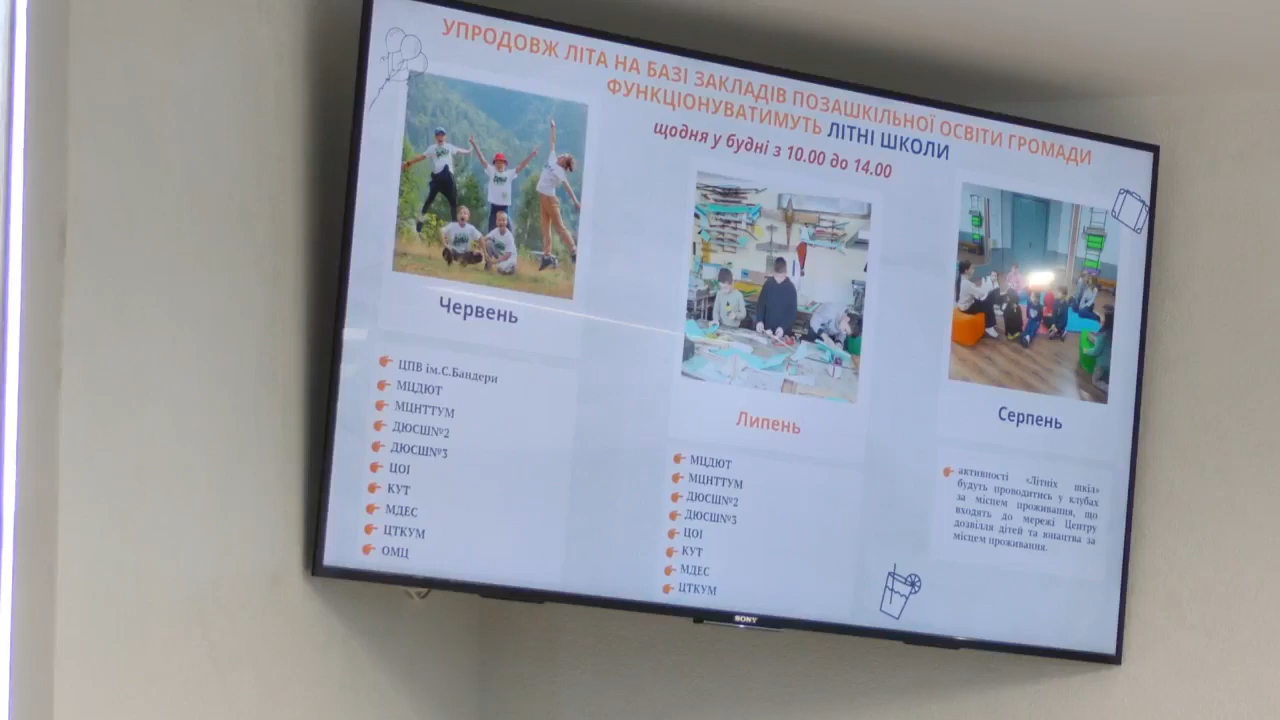 УПРОДОВЖ ЛІТА НА БАЗІ ЗАКЛАДІВ ПОЗАШКІЛЬНОЇ ОСВІТИ ГРОМАДИ
ФУНКЦІОНУВАТИМУТЬ ЛІТНІ ШКОЛИ
щодня у будні з 10.00 до 14.00
Червень
ЦПВ ім.С.Бандери
МЦДЮТ
МЦНТТУМ
ДЮСШ№2
ДЮСШ№3
ЦОІ
КУТ
МДЕС
ЦТКУМ
ОМЦ
Липень
МЦДЮТ
МЦНТТУМ
ДЮСШ№2
ДЮСШ№3
ЦОІ
КУТ
МДЕС
ЦТКУМ
Серпень
активності «Літніх шкіл»
будуть проводитись у клубах
за місцем проживання, що
входять до мережі Центру
дозвілля дітей та юнацтва за
місцем проживання.
SONY